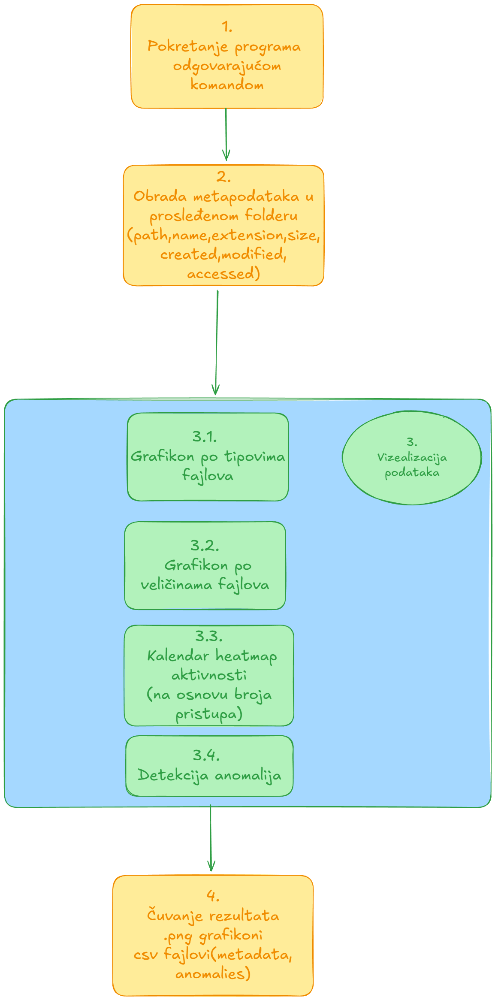 1.
Pokretanje programa
odgovarajućom
komandom
2.
Obrada metapodataka u
prosleđenom folderu
(path,name,extension,size,
created,modified,
accessed)
3.1.
Grafikon po tipovima
fajlova
3.
Vizealizacija
podataka
3.2.
Grafikon po
veličinama fajlova
3.3.
Kalendar heatmap
aktivnosti
(na osnovu broja
pristupa)
3.4.
Detekcija anomalija
4.
Čuvanje rezultata
.png grafikoni
csv fajlovi(metadata,
anomalies)